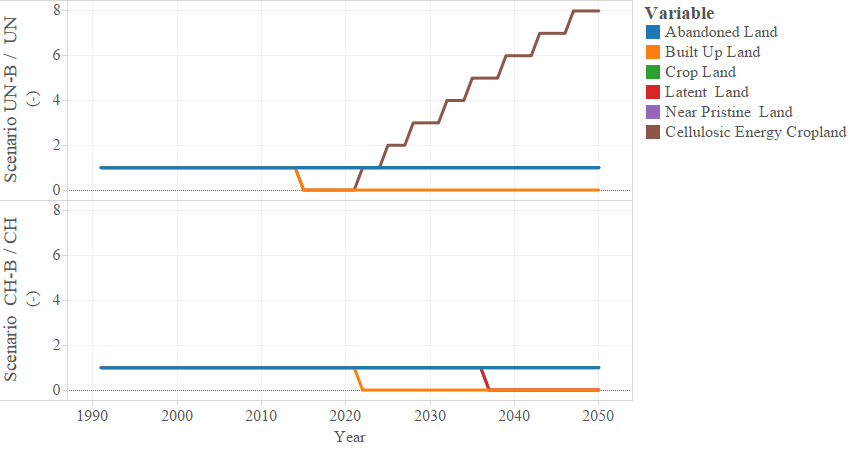 Scenario UN-B / UN
(-)
8
6
4
2
0
Scenario CH-B / CH
(-)
8
6
4
2
0
1990 2000 2010 2020 2030 2040 2050
Year
Variable
Abandoned Land
Built Up Land
Crop Land
Latent Land
Near Pristine Land
Cellulosic Energy Cropland